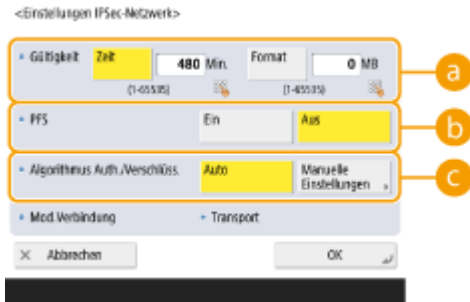 <Einstellungen IPSec-Netzwerk>
Gültigkeit Zeit 480 Min. Format 0 MB
(1-65535) (1-65535)
a
PFS Ein Aus
b
Algorithmus Auth./Verschlüss. Auto Manuelle
Einstellungen
c
Mod.Verbindung Transport
Abbrechen OK